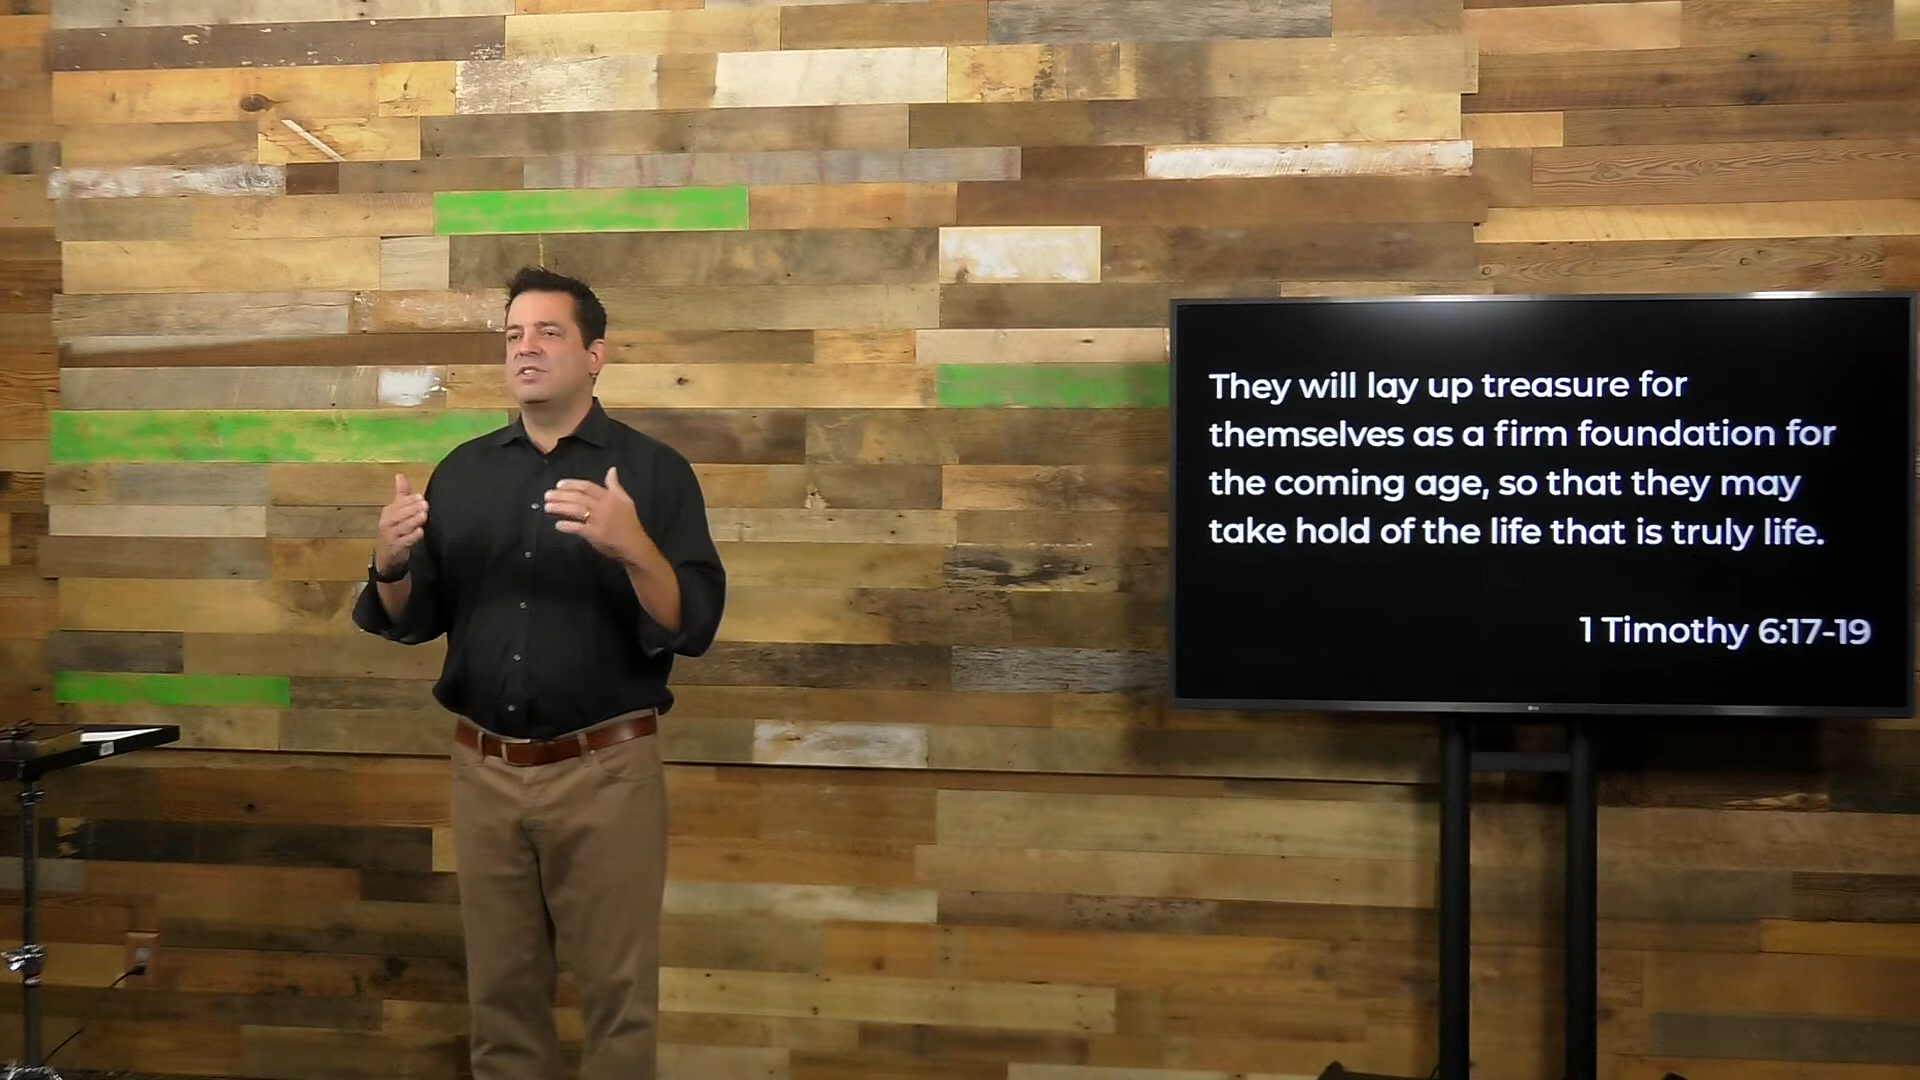 They will lay up treasure for
themselves as a firm foundation for
the coming age, so that they may
take hold of the life that is truly life.
1 Timothy 6:17-19